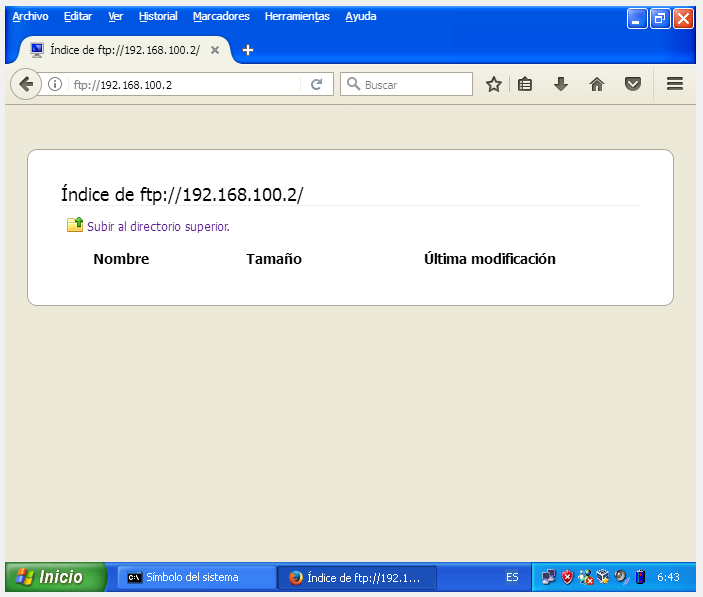 Archivo Editar Ver Historial Marcadores Herramientas Ayuda
Índice de ftp://192.168.100.2/
ftp://192.168.100.2
Buscar
Índice de ftp://192.168.100.2/
Subir al directorio superior.
Nombre Tamaño Última modificación
Inicio
C:\
Símbolo del sistema
Índice de ftp://192.1...
ES
6:43